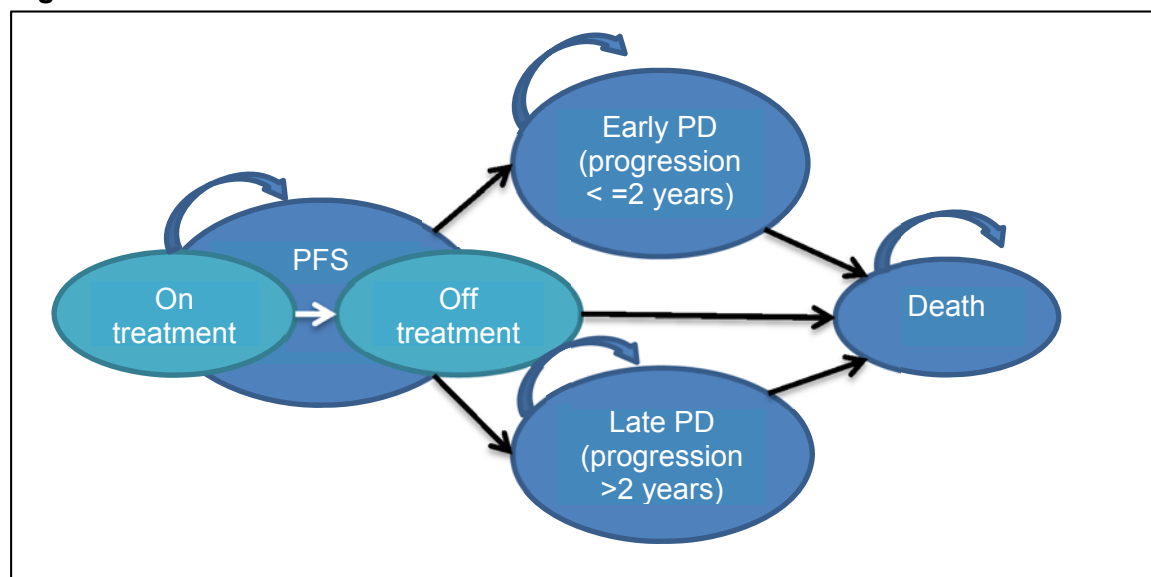 Early PD
(progression
< =2 years)
PFS
On
treatment
Off
treatment
Death
Late PD
(progression
>2 years)